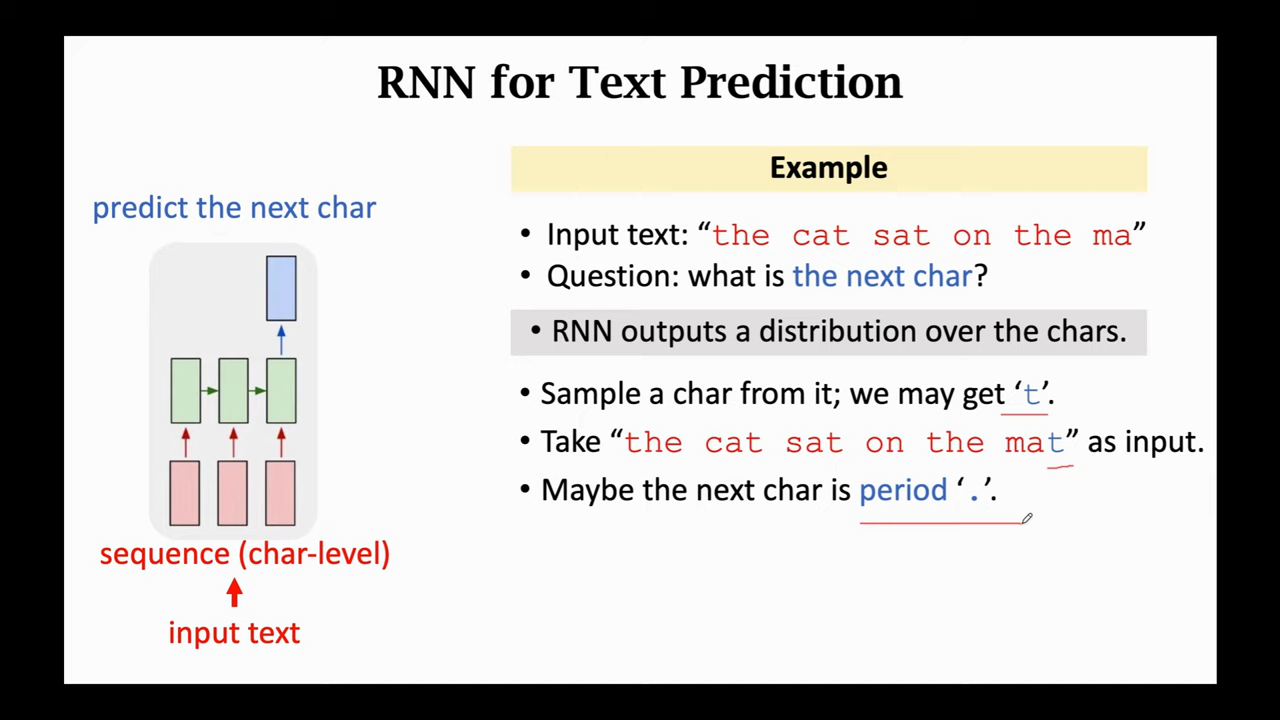 RNN for Text Prediction
predict the next char
sequence (char-level)
input text
Example
• Input text: “the cat sat on the ma”
• Question: what is the next char?
• RNN outputs a distribution over the chars.
• Sample a char from it; we may get ‘t’.
• Take “the cat sat on the mat” as input.
• Maybe the next char is period ‘.’.